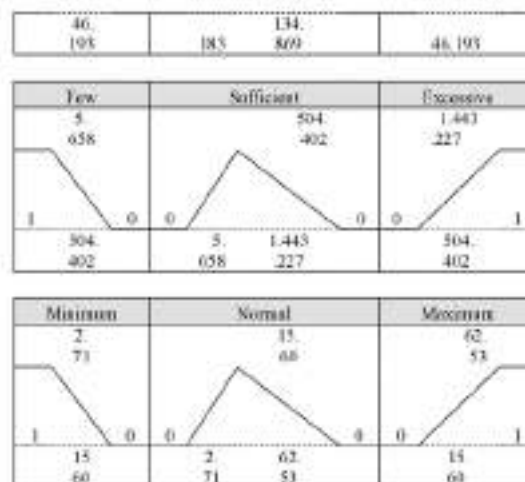 46. 134.
193 183 869 46,193
Few Sufficient Excessive
5. 504. 1.443
658 402 .227
1 0 0 0 0 1
504. 5. 1.443 504.
402 658 .227 402
Minimum Normal Maximum
2. 15. 62.
71 60 53
1 0 0 0 0 1
15 2. 62. 15
60 71 53 60